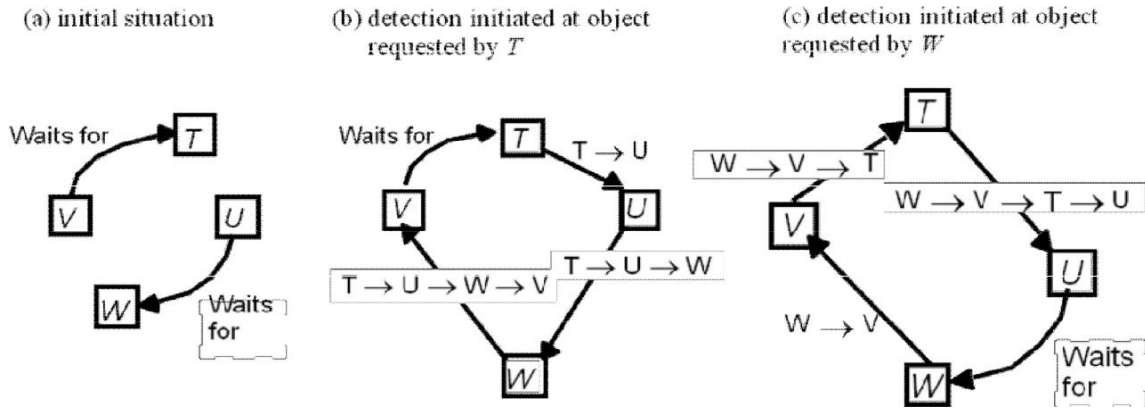 (a) initial situation
Waits for
T
V
U
W
Waits
for
(b) detection initiated at object
requested by T
Waits for
T
T → U
V
U
T → U → W
T → U → W → V
W
(c) detection initiated at object
requested by W
T
W → V → T
W → V → T → U
V
U
W → V
W
Waits
for